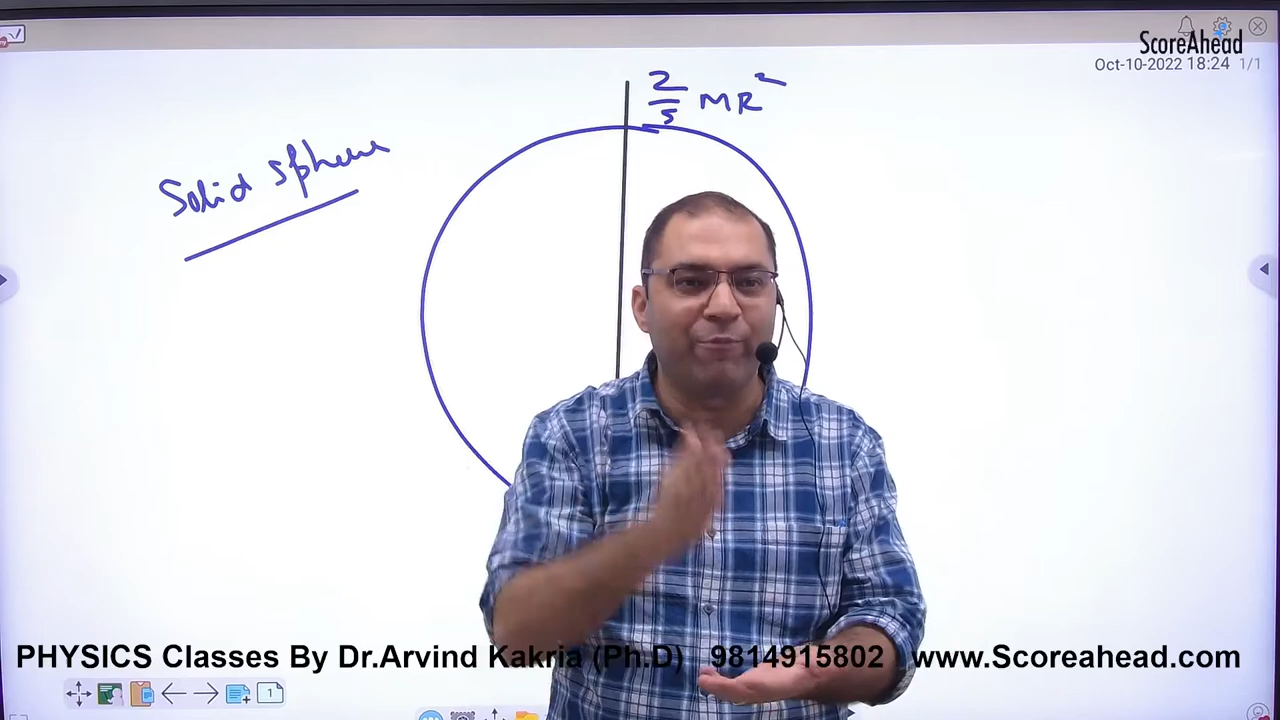 ScoreAhead
Oct-10-2022 18:24 1/1
2/5 MR²
Solid Sphere
PHYSICS Classes By Dr.Arvind Kakria (Ph.D) 9814915802 www.Scoreahead.com
1